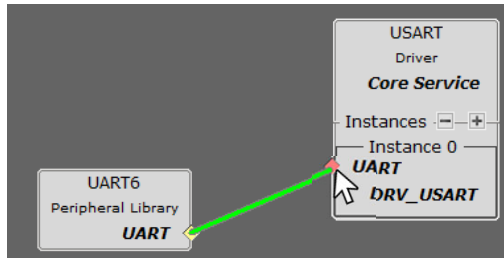 USART
Driver
Core Service
Instances
Instance 0
UART
DRV_USART
UART6
Peripheral Library
UART